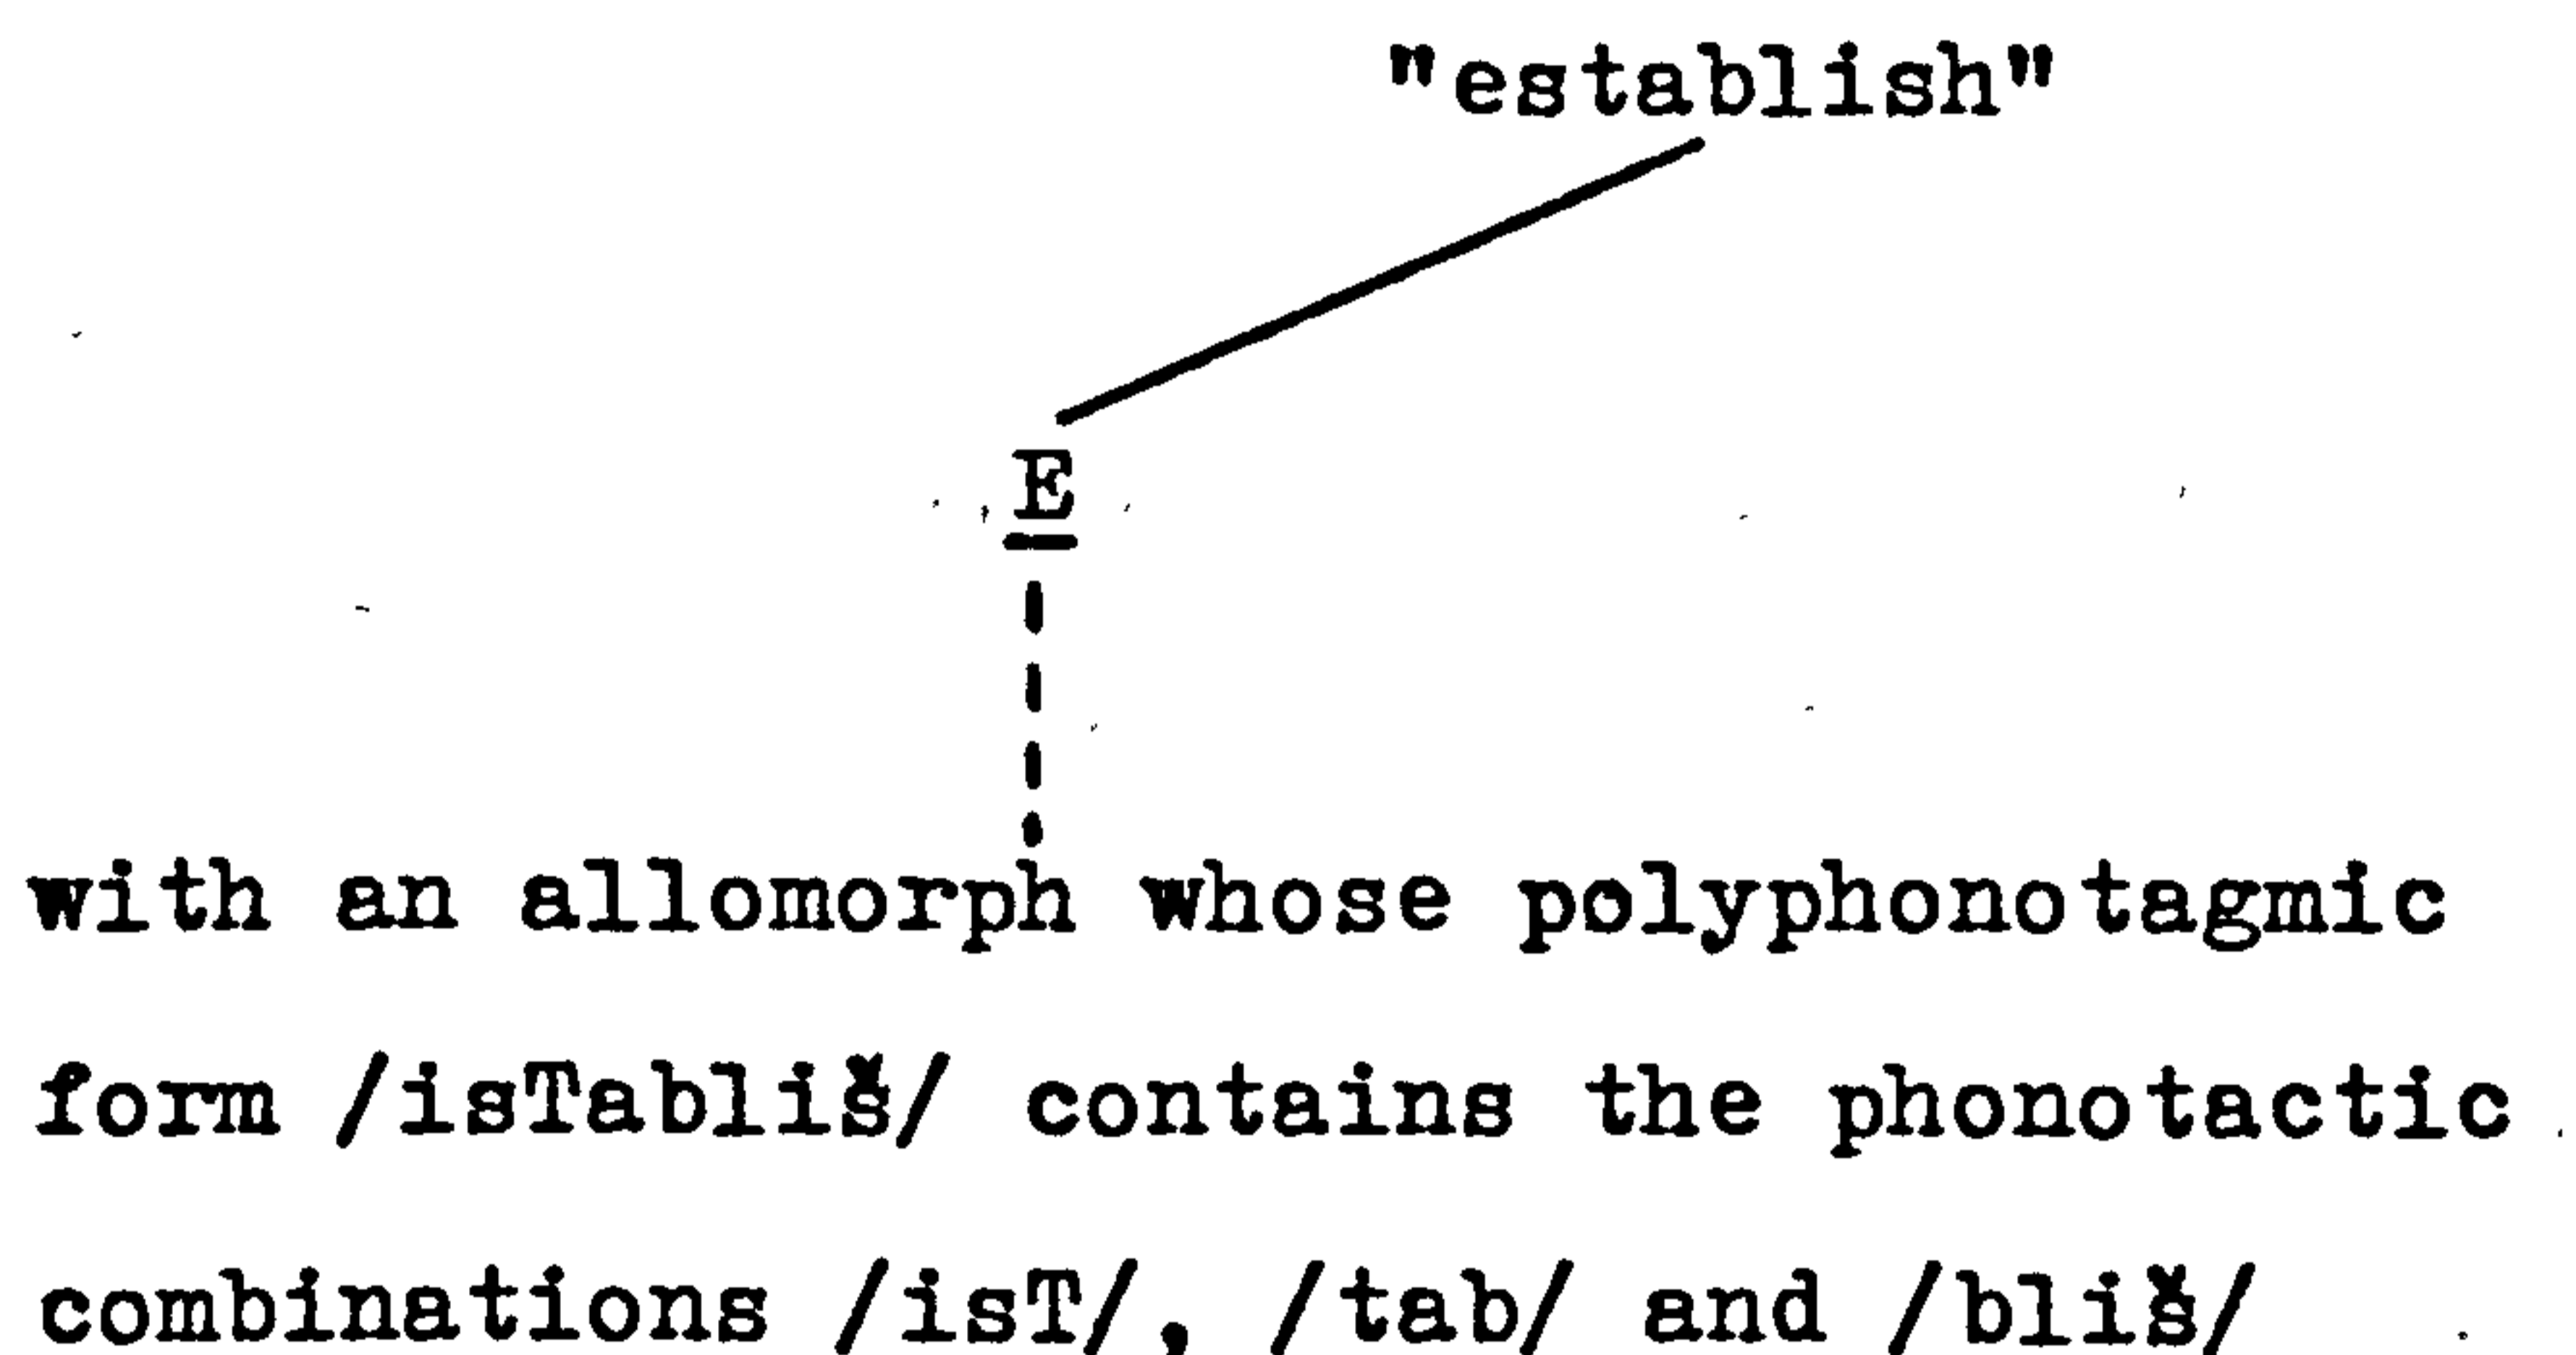 "establish"
E
with an allomorph whose polyphonotagmic
form /isTabliš/ contains the phonotactic
combinations /isT/, /tab/ and /bliš/